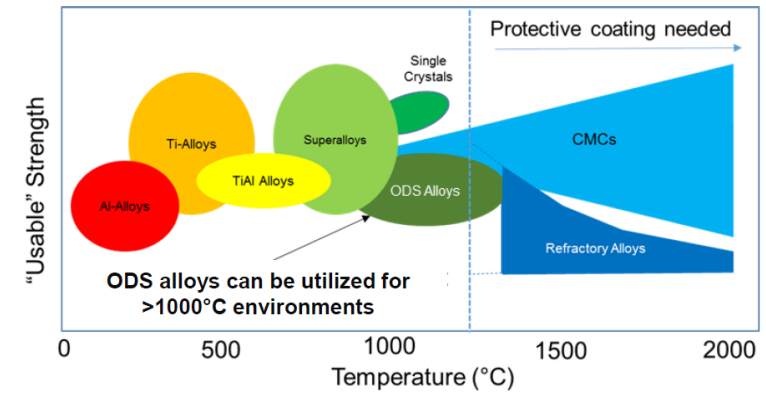 Protective coating needed
Single
Crystals
Ti-Alloys
Superalloys
CMCs
TiAl Alloys
ODS Alloys
Al-Alloys
Refractory Alloys
ODS alloys can be utilized for
>1000°C environments
"Usable" Strength
0 500 1000 1500 2000
Temperature (°C)